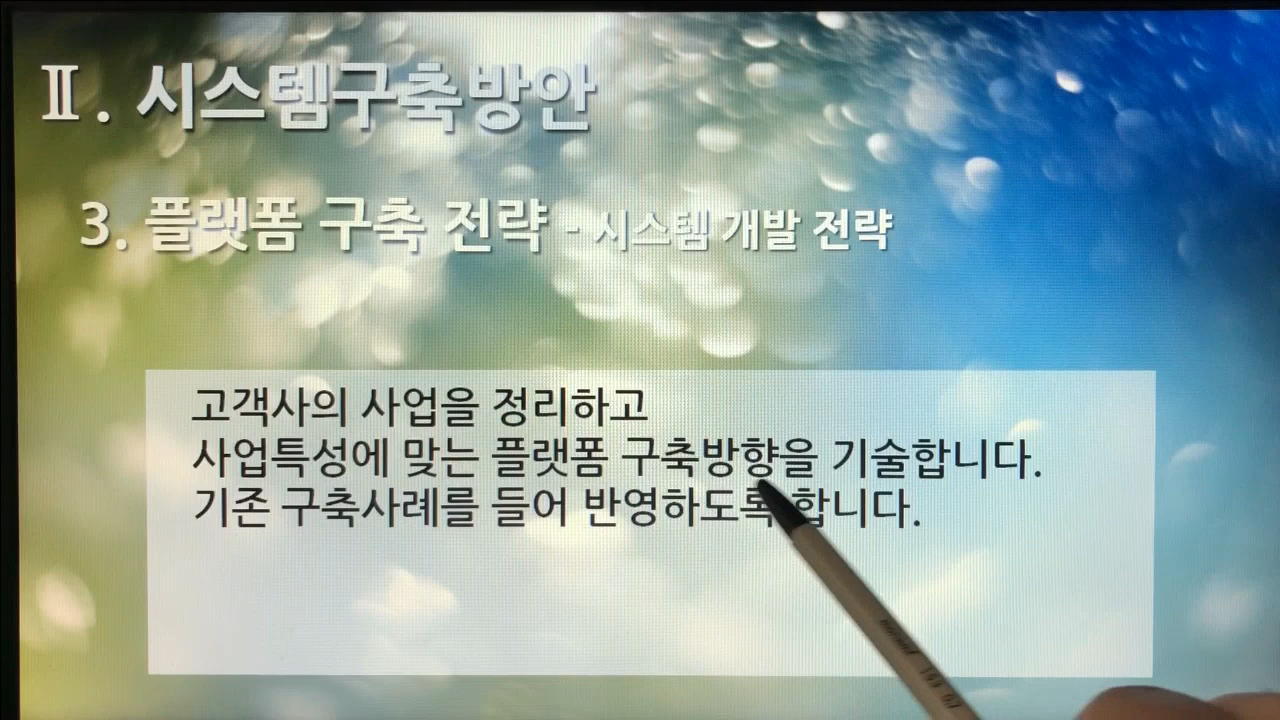 Ⅱ. 시스템구축방안
3. 플랫폼 구축 전략 - 시스템 개발 전략
고객사의 사업을 정리하고
사업특성에 맞는 플랫폼 구축방향을 기술합니다.
기존 구축사례를 들어 반영하도록 합니다.